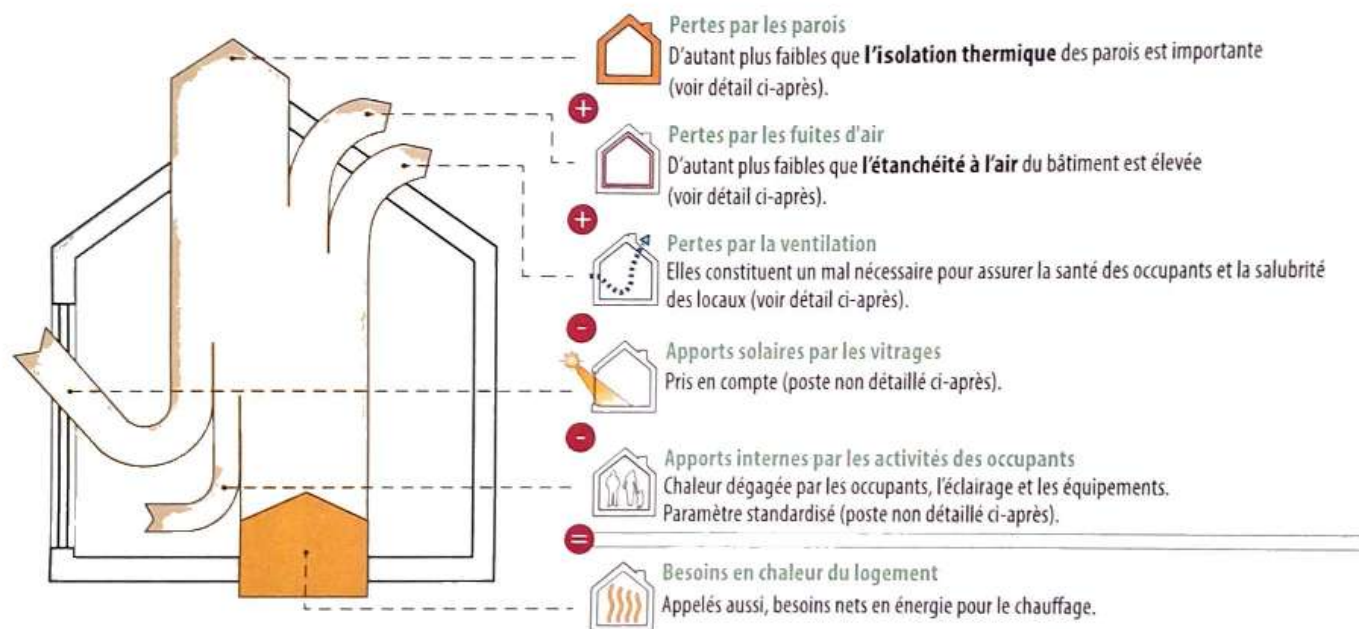 Pertes par les parois
D'autant plus faibles que l'isolation thermique des parois est importante
(voir détail ci-après).
+
Pertes par les fuites d'air
D'autant plus faibles que l'étanchéité à l'air du bâtiment est élevée
(voir détail ci-après).
+
Pertes par la ventilation
Elles constituent un mal nécessaire pour assurer la santé des occupants et la salubrité
des locaux (voir détail ci-après).
-
Apports solaires par les vitrages
Pris en compte (poste non détaillé ci-après).
-
Apports internes par les activités des occupants
Chaleur dégagée par les occupants, l'éclairage et les équipements.
Paramètre standardisé (poste non détaillé ci-après).
=
Besoins en chaleur du logement
Appelés aussi, besoins nets en énergie pour le chauffage.